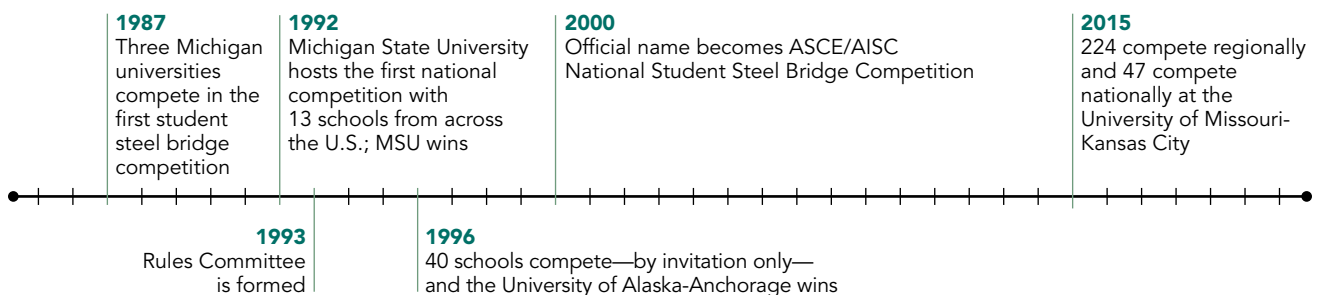 1987
Three Michigan
universities
compete in the
first student
steel bridge
competition
1992
Michigan State University
hosts the first national
competition with
13 schools from across
the U.S.; MSU wins
1993
Rules Committee
is formed
1996
40 schools compete—by invitation only—
and the University of Alaska-Anchorage wins
2000
Official name becomes ASCE/AISC
National Student Steel Bridge Competition
2015
224 compete regionally
and 47 compete
nationally at the
University of Missouri-
Kansas City